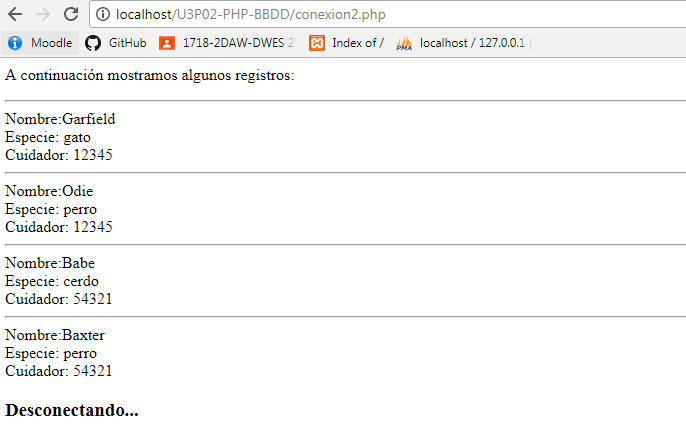 localhost/U3P02-PHP-BBDD/conexion2.php
Moodle GitHub 1718-2DAW-DWES 2 Index of / PMA localhost / 127.0.0.1
A continuación mostramos algunos registros:
Nombre:Garfield
Especie: gato
Cuidador: 12345
Nombre:Odie
Especie: perro
Cuidador: 12345
Nombre:Babe
Especie: cerdo
Cuidador: 54321
Nombre:Baxter
Especie: perro
Cuidador: 54321
Desconectando...